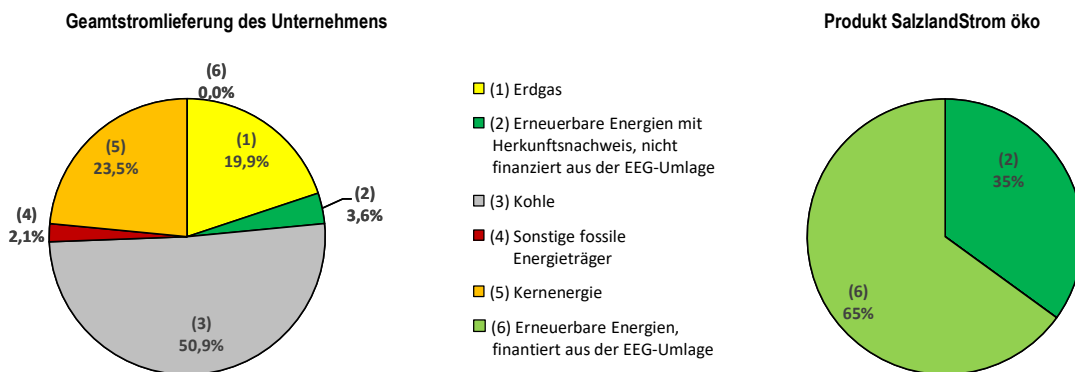 Geamtstromlieferung des Unternehmens
(6)
0,0%
(1)
19,9%
(5)
23,5%
(2)
3,6%
(4)
2,1%
(3)
50,9%
(1) Erdgas
(2) Erneuerbare Energien mit
Herkunftsnachweis, nicht
finanziert aus der EEG-Umlage
(3) Kohle
(4) Sonstige fossile
Energieträger
(5) Kernenergie
(6) Erneuerbare Energien,
finantiert aus der EEG-Umlage
Produkt SalzlandStrom öko
(2)
35%
(6)
65%